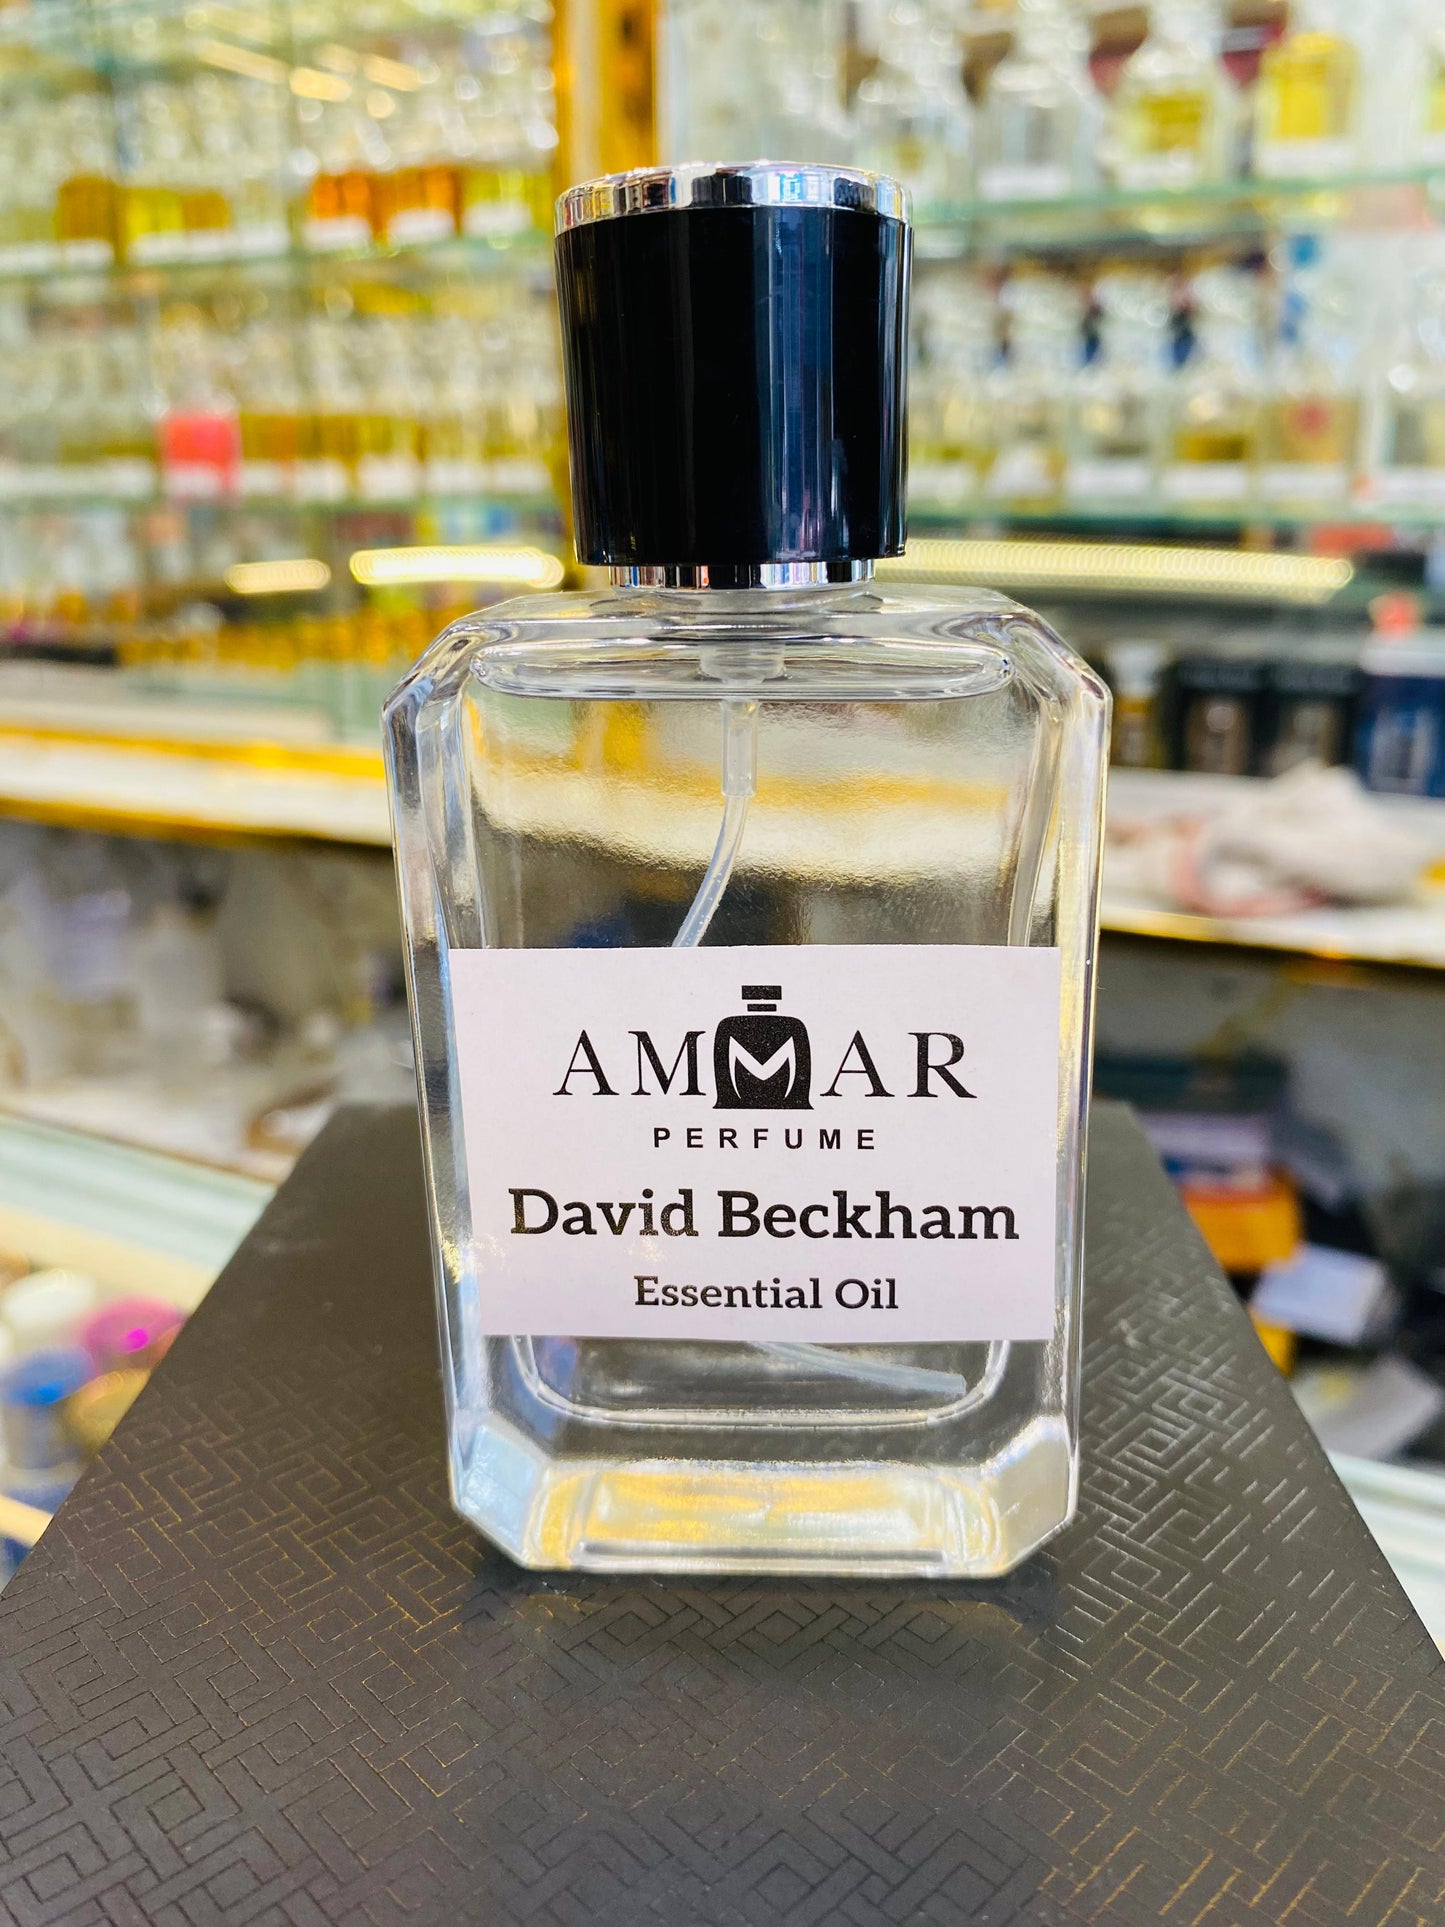 AMMAR
PERFUME
David Beckham
Essential Oil